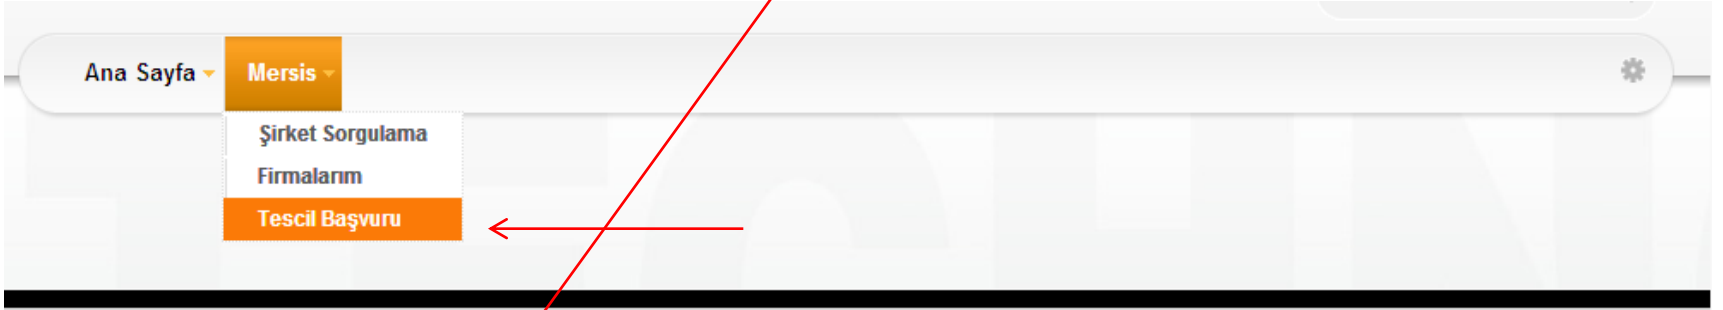 Ana Sayfa Mersis
Şirket Sorgulama
Firmalarım
Tescil Başvuru